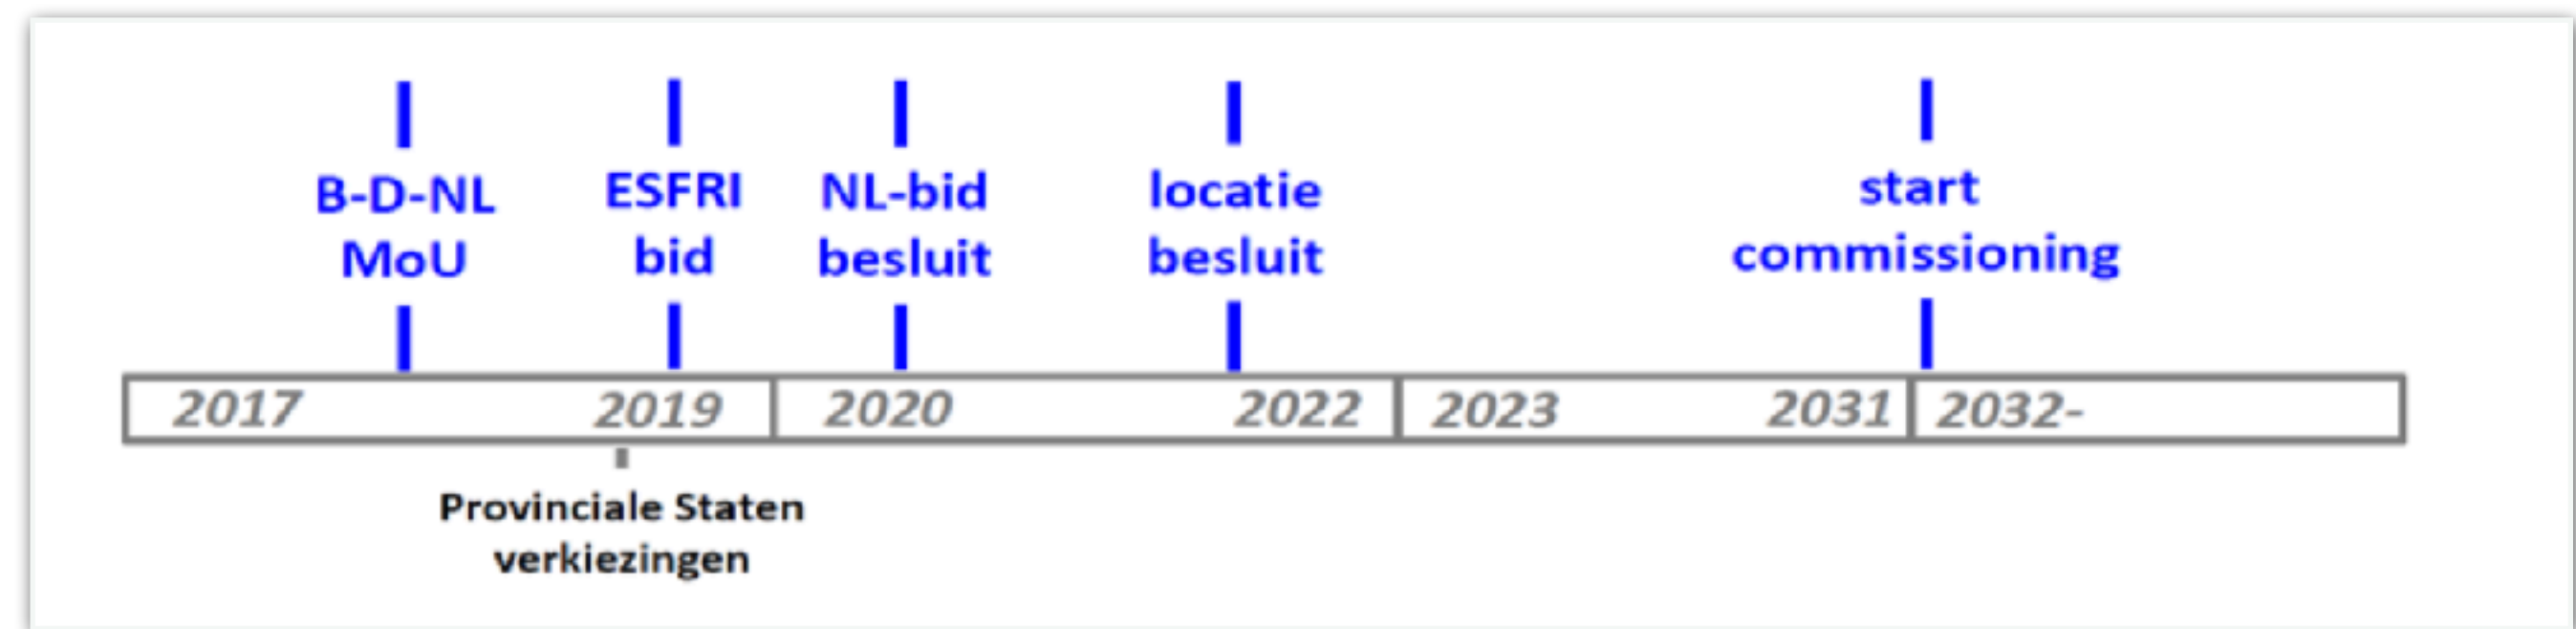 B-D-NL
MoU
ESFRI
bid
NL-bid
besluit
locatie
besluit
start
commissioning
2017 2019 2020 2022 2023 2031 2032-
Provinciale Staten
verkiezingen